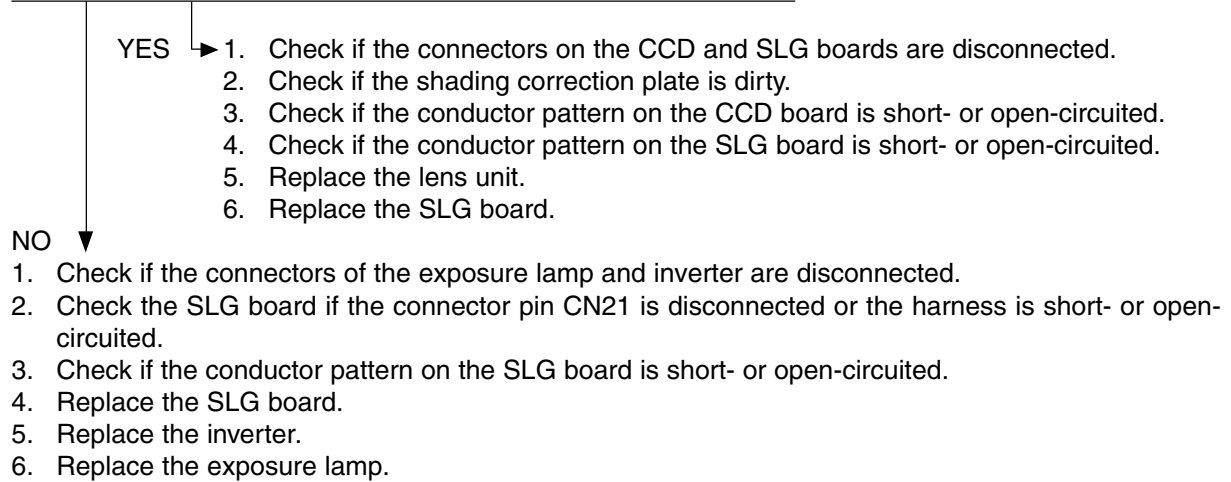 YES 1. Check if the connectors on the CCD and SLG boards are disconnected.
2. Check if the shading correction plate is dirty.
3. Check if the conductor pattern on the CCD board is short- or open-circuited.
4. Check if the conductor pattern on the SLG board is short- or open-circuited.
5. Replace the lens unit.
6. Replace the SLG board.
NO
1. Check if the connectors of the exposure lamp and inverter are disconnected.
2. Check the SLG board if the connector pin CN21 is disconnected or the harness is short- or open-
circuited.
3. Check if the conductor pattern on the SLG board is short- or open-circuited.
4. Replace the SLG board.
5. Replace the inverter.
6. Replace the exposure lamp.